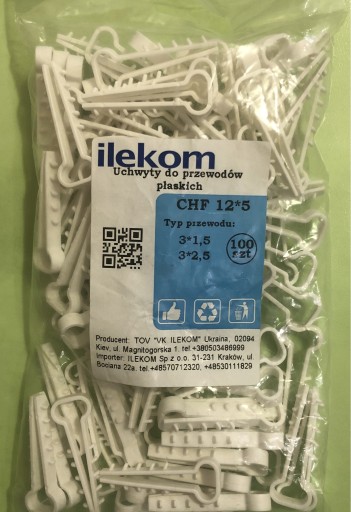 ilekom
Uchwyty do przewodów
płaskich
CHF 12*5
Typ przewodu:
3*1,5
3*2,5
100
szt
Producent: TOV "VK ILEKOM" Ukraina, 02094
Kiev, ul. Magnitogorska 1. tel.+380503486999
Importer: ILEKOM Sp z o.o. 31-231 Kraków, ul.
Bociana 22a. tel.+48570712320, +48530111829